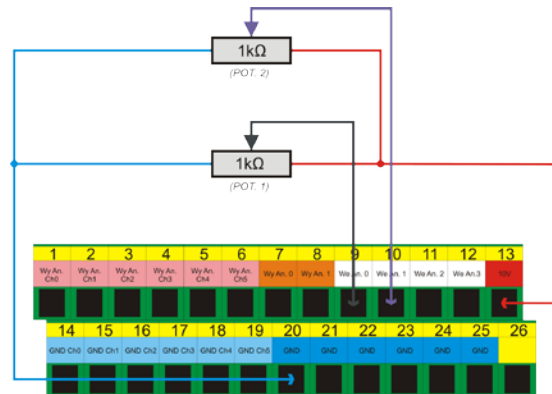 1kΩ
(POT. 2)
1kΩ
(POT. 1)
1 2 3 4 5 6 7 8 9 10 11 12 13
Wy An. Ch0 Wy An. Ch1 Wy An. Ch2 Wy An. Ch3 Wy An. Ch4 Wy An. Ch5 Wy An. 0 Wy An. 1 We An. 0 We An. 1 We An. 2 We An.3 10V
14 15 16 17 18 19 20 21 22 23 24 25 26
GND Ch0 GND Ch1 GND Ch2 GND Ch3 GND Ch4 GND Ch5 GND GND GND GND GND GND